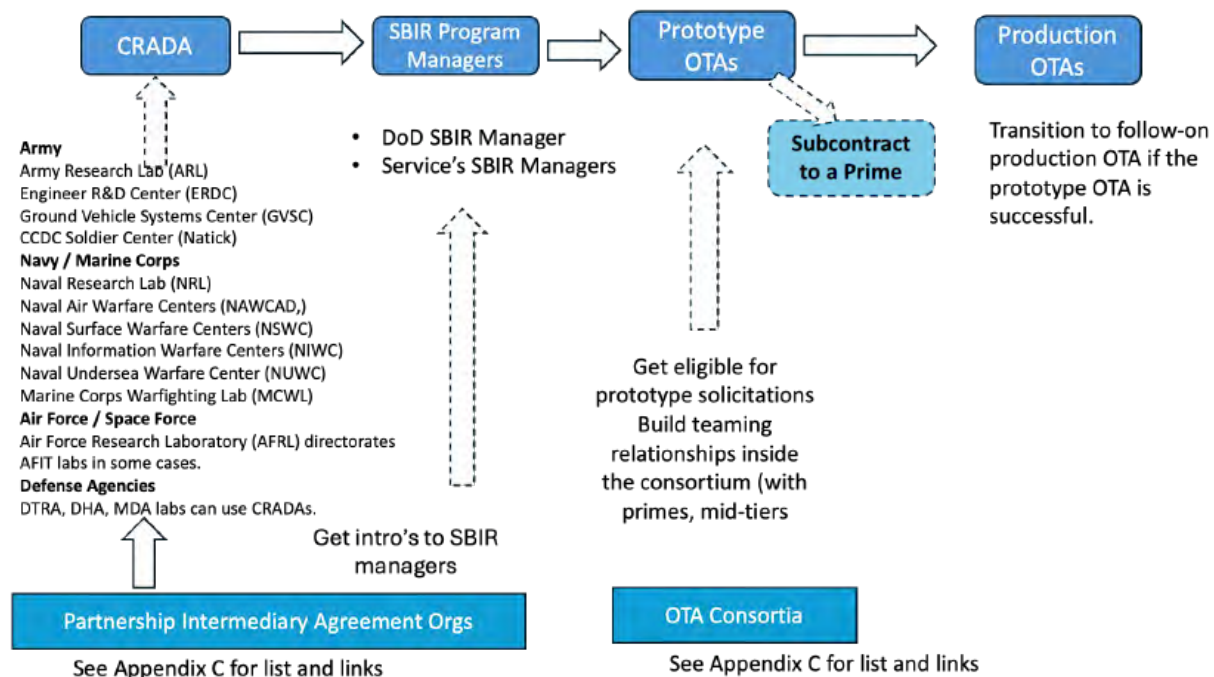 CRADA
SBIR Program
Managers
Prototype
OTAs
Production
OTAs
Subcontract
to a Prime
• DoD SBIR Manager
• Service's SBIR Managers
Transition to follow-on
production OTA if the
prototype OTA is
successful.
Army
Army Research Lab (ARL)
Engineer R&D Center (ERDC)
Ground Vehicle Systems Center (GVSC)
CCDC Soldier Center (Natick)
Navy / Marine Corps
Naval Research Lab (NRL)
Naval Air Warfare Centers (NAWCAD,)
Naval Surface Warfare Centers (NSWC)
Naval Information Warfare Centers (NIWC)
Naval Undersea Warfare Center (NUWC)
Marine Corps Warfighting Lab (MCWL)
Air Force / Space Force
Air Force Research Laboratory (AFRL) directorates
AFIT labs in some cases.
Defense Agencies
DTRA, DHA, MDA labs can use CRADAs.
Get intro's to SBIR
managers
Get eligible for
prototype solicitations
Build teaming
relationships inside
the consortium (with
primes, mid-tiers
Partnership Intermediary Agreement Orgs
See Appendix C for list and links
OTA Consortia
See Appendix C for list and links